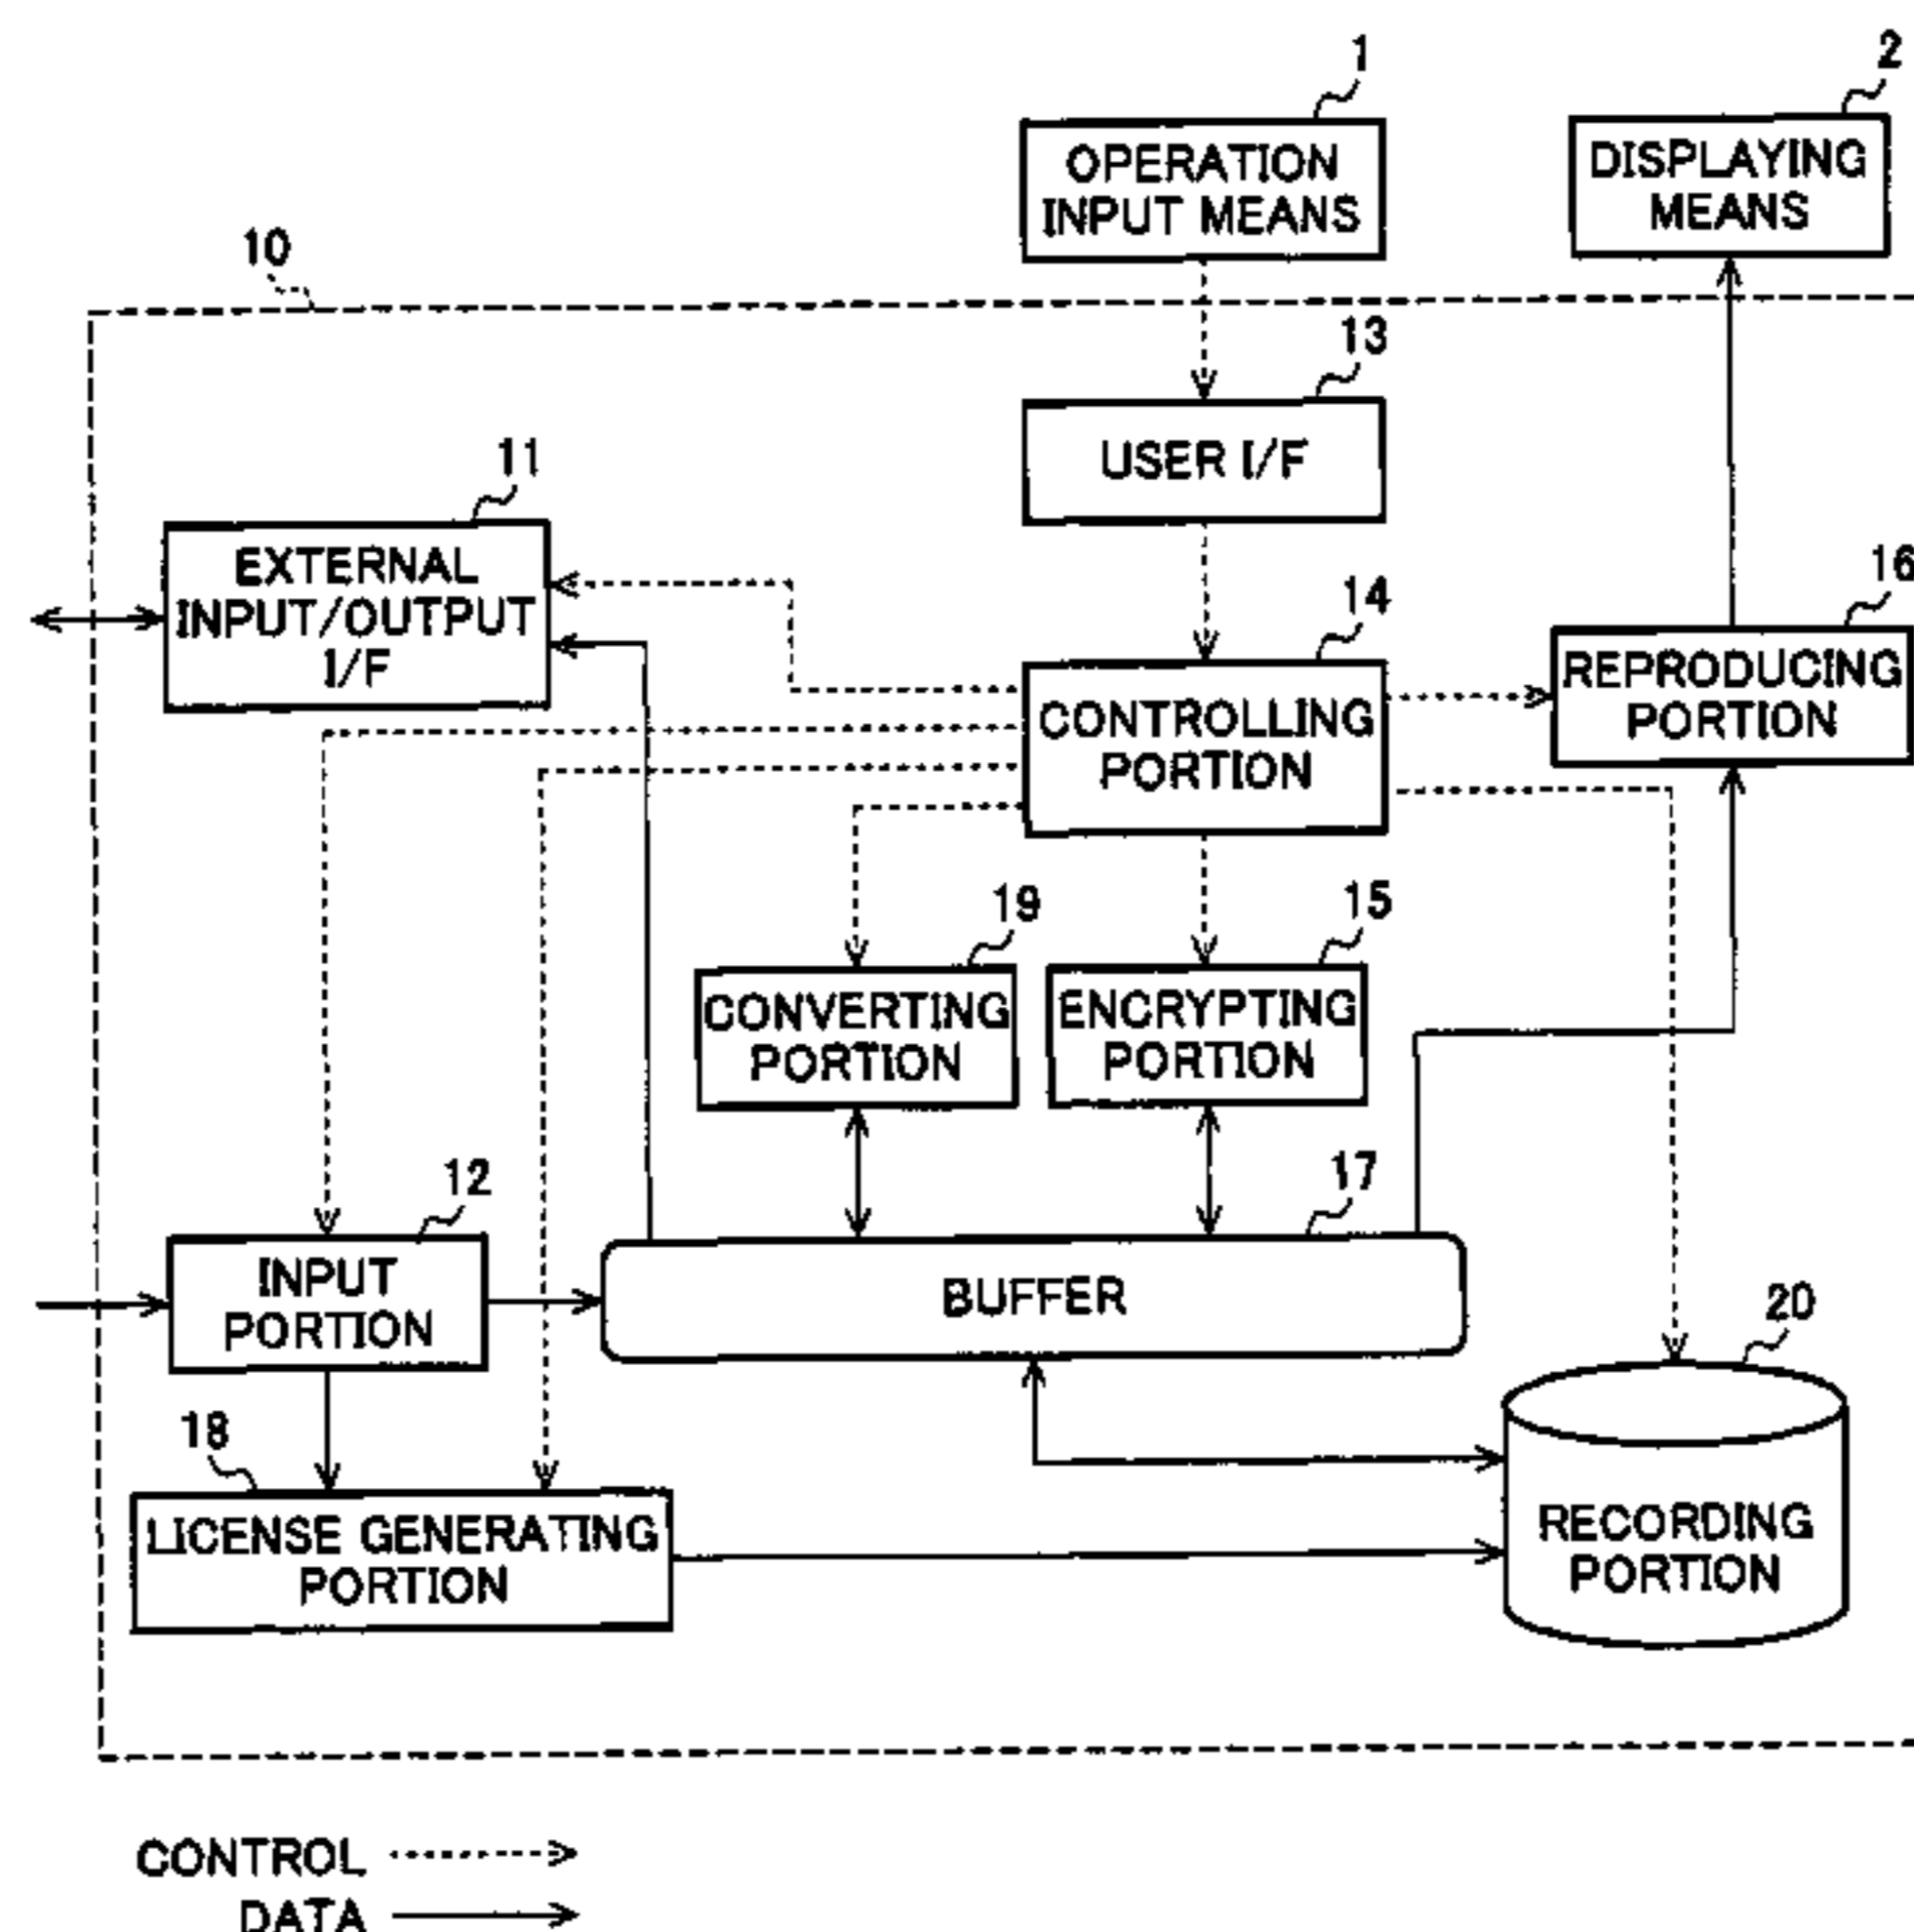 1
2
OPERATION
INPUT MEANS
DISPLAYING
MEANS
10
13
USER I/F
11
EXTERNAL
INPUT/OUTPUT
I/F
14
16
CONTROLLING
PORTION
REPRODUCING
PORTION
19
15
CONVERTING
PORTION
ENCRYPTING
PORTION
12
17
INPUT
PORTION
BUFFER
20
18
LICENSE GENERATING
PORTION
RECORDING
PORTION
CONTROL
DATA